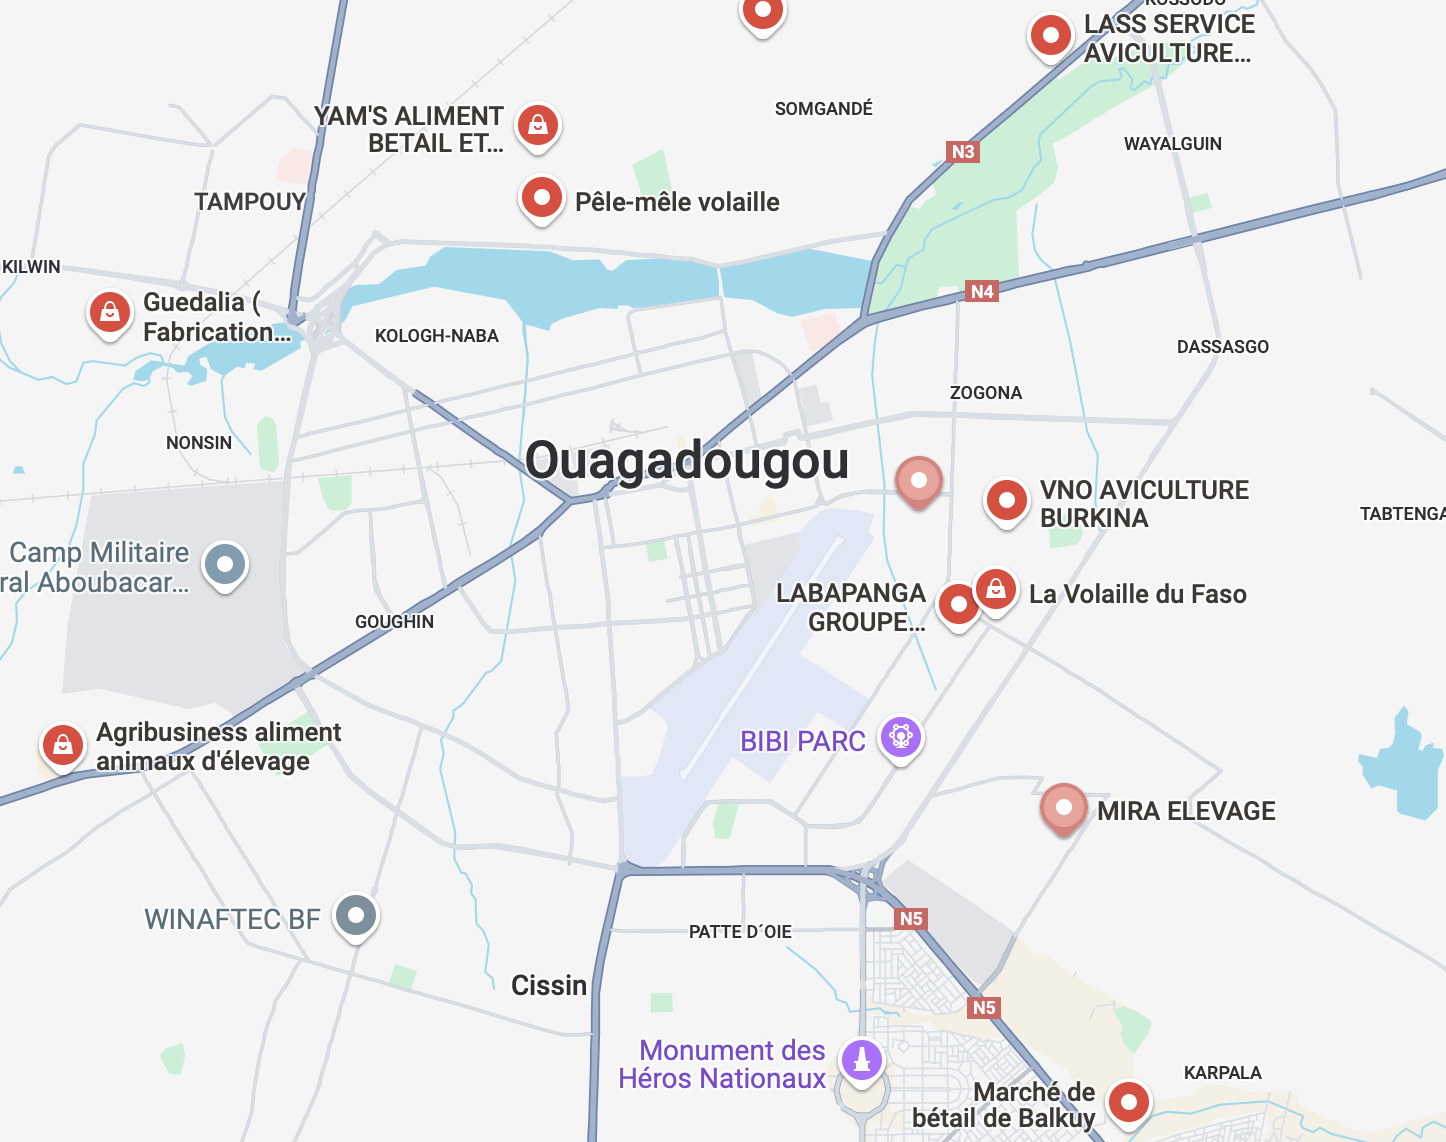 KOSSODO
LASS SERVICE
AVICULTURE...
YAM'S ALIMENT
BETAIL ET...
SOMGANDÉ
N3
WAYALGUIN
TAMPOUY
Pêle-mêle volaille
KILWIN
N4
Guedalia (
Fabrication...
KOLOGH-NABA
DASSASGO
ZOGONA
NONSIN
Ouagadougou
VNO AVICULTURE
BURKINA
TABTENGA
Camp Militaire
ral Aboubacar...
LABAPANGA
GROUPE...
La Volaille du Faso
GOUGHIN
Agribusiness aliment
animaux d'élevage
BIBI PARC
MIRA ELEVAGE
WINAFTEC BF
N5
PATTE D´OIE
Cissin
N5
Monument des
Héros Nationaux
KARPALA
Marché de
bétail de Balkuy